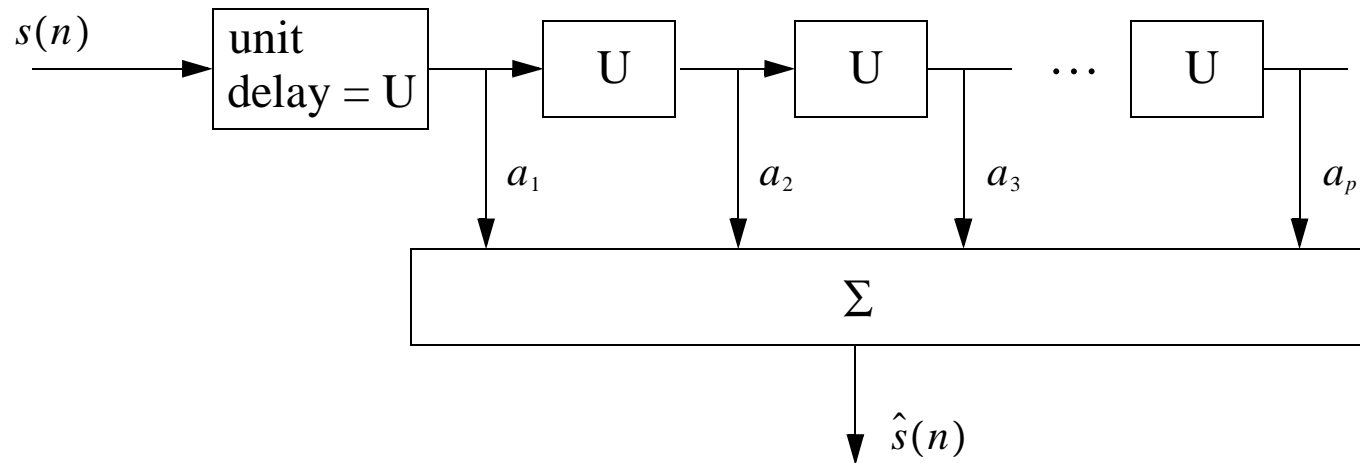 s(n)
unit
delay = U
U
U
⋯
U
a₁
a₂
a₃
aₚ
Σ
ŝ(n)